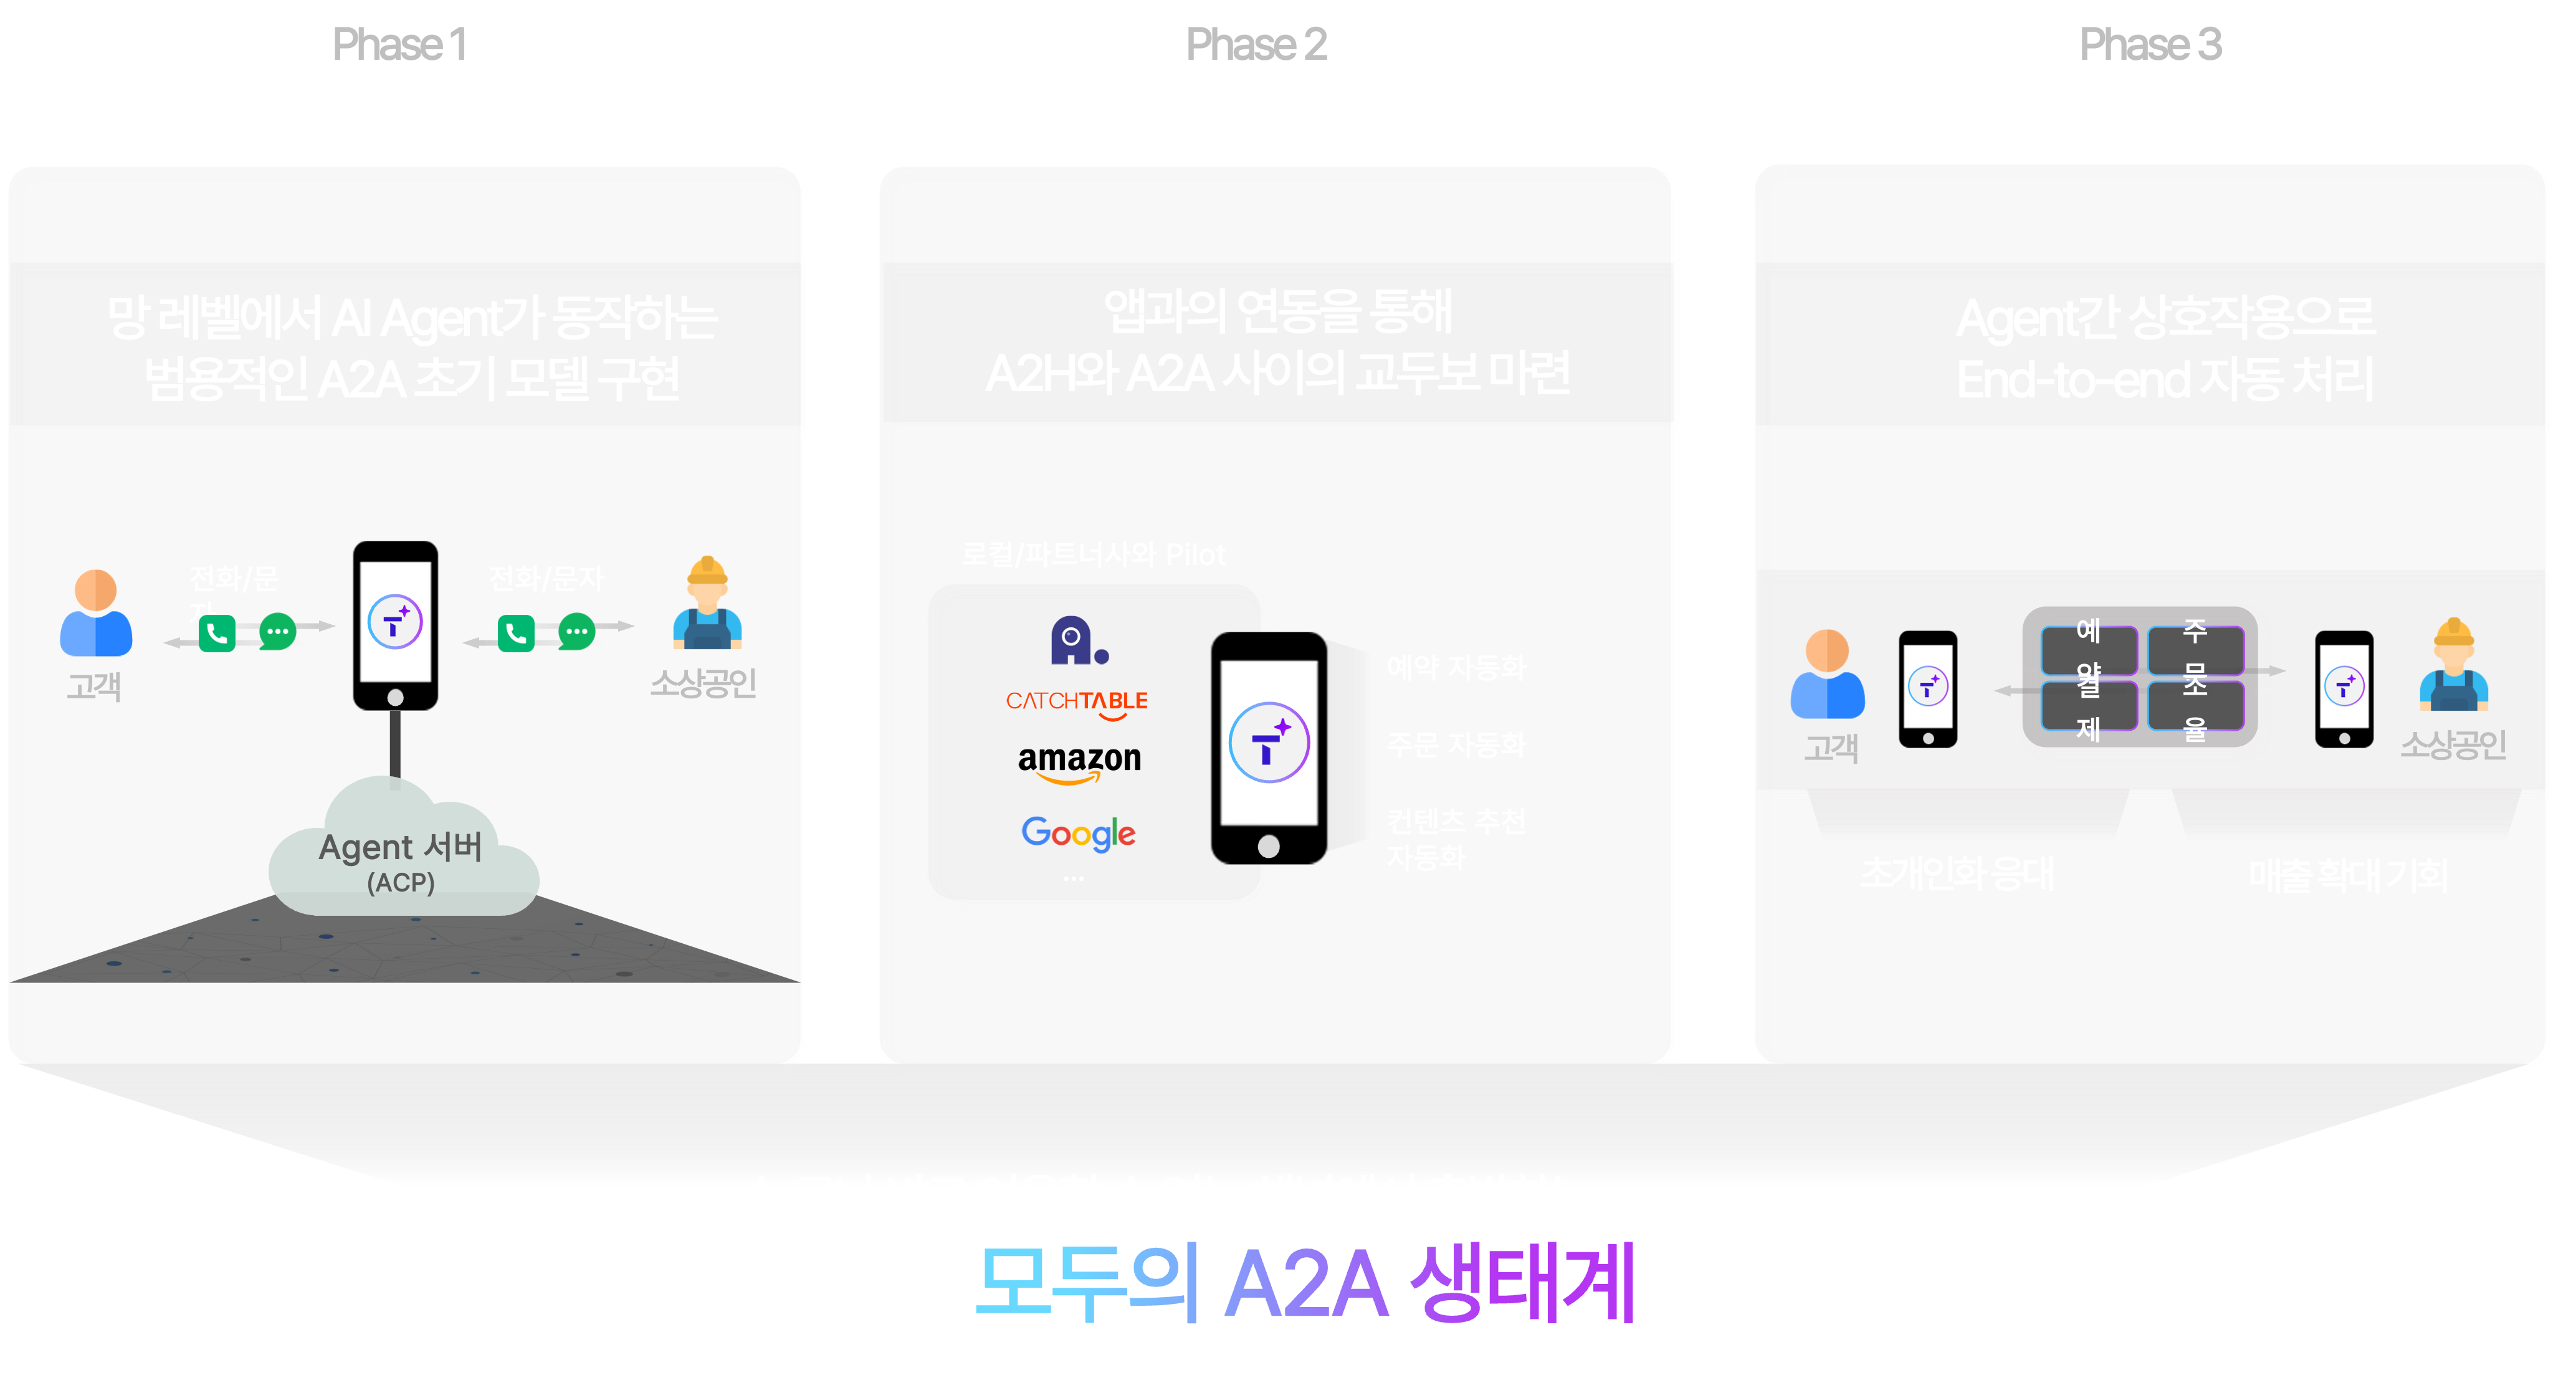 Phase 1
Phase 2
Phase 3
망 레벨에서 AI Agent가 동작하는
범용적인 A2A 초기 모델 구현
전화/문
자
전화/문자
고객
소상공인
Agent 서버
(ACP)
앱과의 연동을 통해
A2H와 A2A 사이의 교두보 마련
로컬/파트너사와 Pilot
CATCHTABLE
amazon
Google
...
예약 자동화
주문 자동화
컨텐츠 추천
자동화
Agent간 상호작용으로
End-to-end 자동 처리
고객
예약
주문
결제
조율
소상공인
초개인화 응대
매출 확대 기회
모두의 A2A 생태계